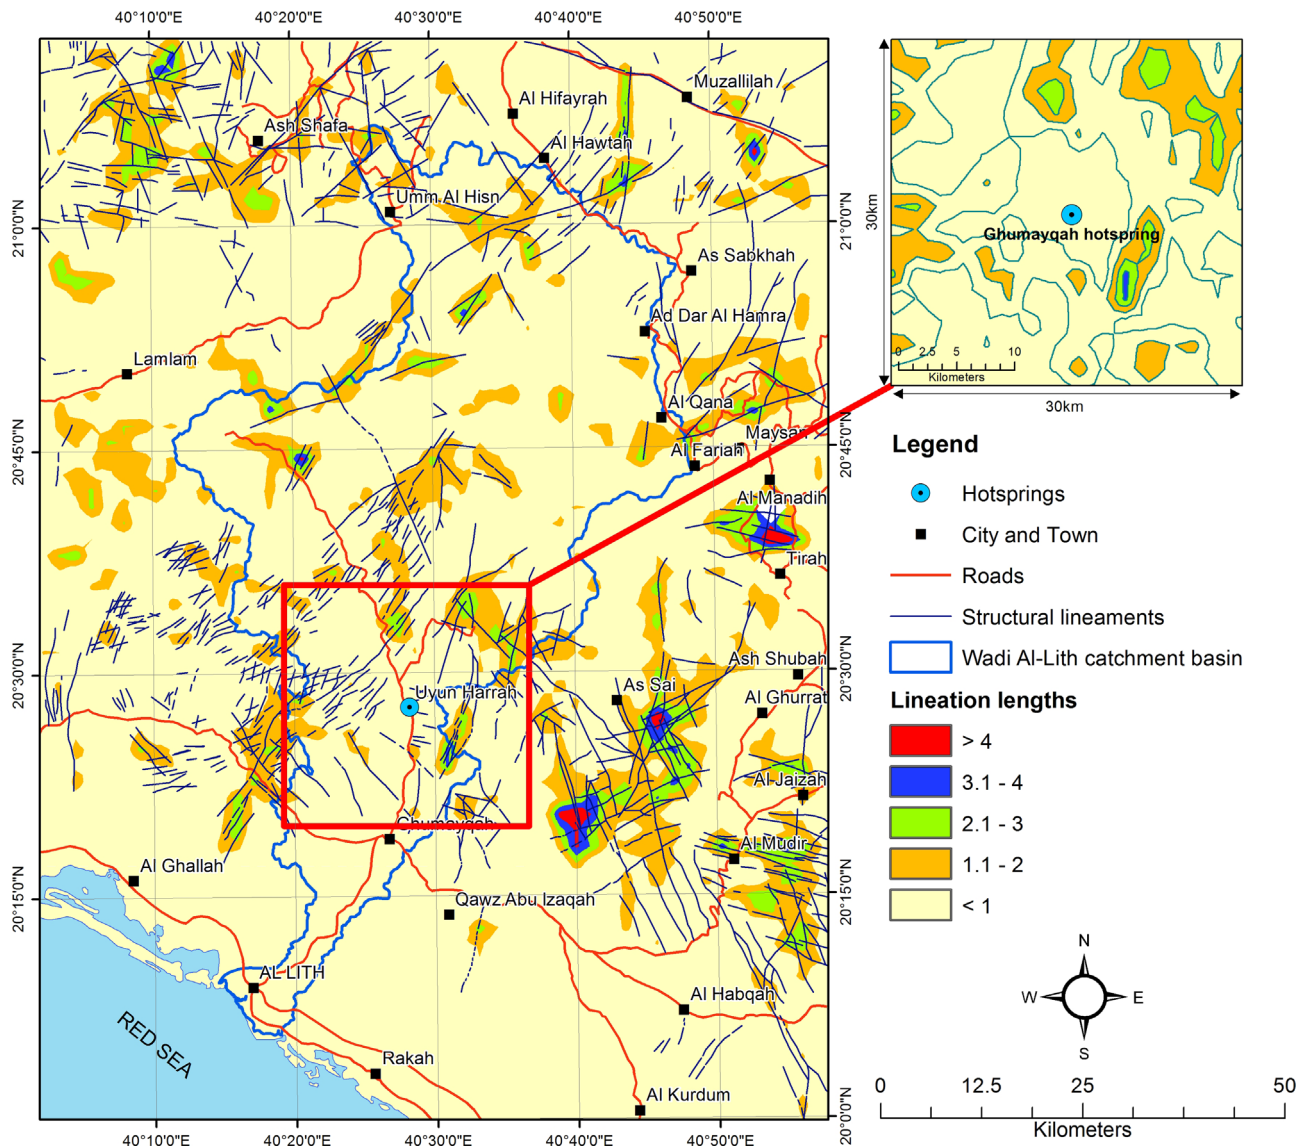 40°10'0"E 40°20'0"E 40°30'0"E 40°40'0"E 40°50'0"E
Muzallilah
Al Hifayrah
Ash Shafa
Al Hawtah
Umm Al Hisn
21°0'0"N
21°0'0"N
As Sabkhah
Ad Dar Al Hamra
Lamlam
Al Qana
Maysan
Al Fariah
20°45'0"N
20°45'0"N
Al Manadih
Tirah
Ash Shubah
20°30'0"N
20°30'0"N
As Sai
Uyun Harrah
Al Ghurrat
Al Jaizah
Ghumayqah
Al Mudir
Al Ghallah
20°15'0"N
20°15'0"N
Qawz Abu Izaqah
AL LITH
Al Habqah
RED SEA
Rakah
Al Kurdum
20°0'0"N
40°10'0"E 40°20'0"E 40°30'0"E 40°40'0"E 40°50'0"E
30km
Ghumayqah hotspring
0 2.5 5 10
Kilometers
30km
Legend
Hotsprings
City and Town
Roads
Structural lineaments
Wadi Al-Lith catchment basin
Lineation lengths
> 4
3.1 - 4
2.1 - 3
1.1 - 2
< 1
N
W E
S
0 12.5 25 50
Kilometers